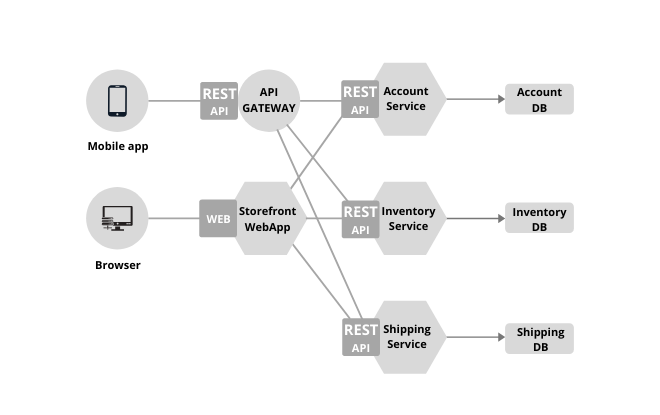 REST
API
API
GATEWAY
REST
API
Account
Service
Account
DB
Mobile app
WEB
Storefront
WebApp
REST
API
Inventory
Service
Inventory
DB
Browser
REST
API
Shipping
Service
Shipping
DB